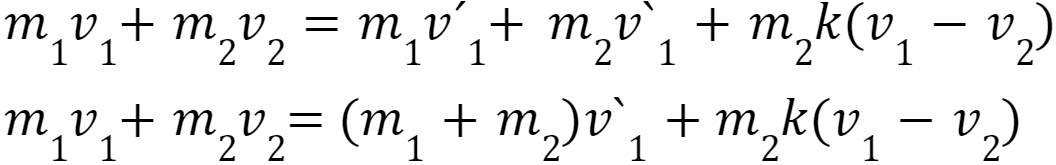 m₁v₁+ m₂v₂ = m₁v´₁+ m₂v`₁ + m₂k(v₁ − v₂)
m₁v₁+ m₂v₂= (m₁ + m₂)v`₁ + m₂k(v₁ − v₂)